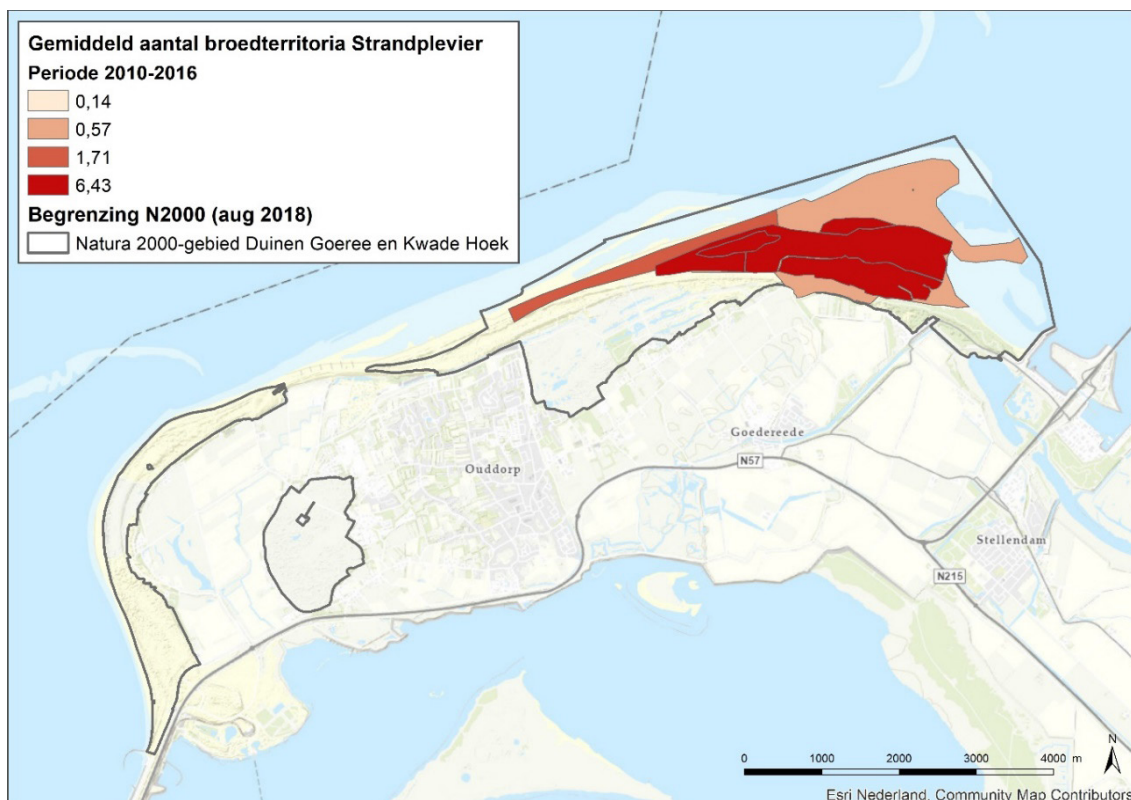 Gemiddeld aantal broedterritoria Strandplevier
Periode 2010-2016
0,14
0,57
1,71
6,43
Begrenzing N2000 (aug 2018)
Natura 2000-gebied Duinen Goeree en Kwade Hoek
Goedereede
N57
Ouddorp
Stellendam
N215
N
0 1000 2000 3000 4000 m
Esri Nederland, Community Map Contributors